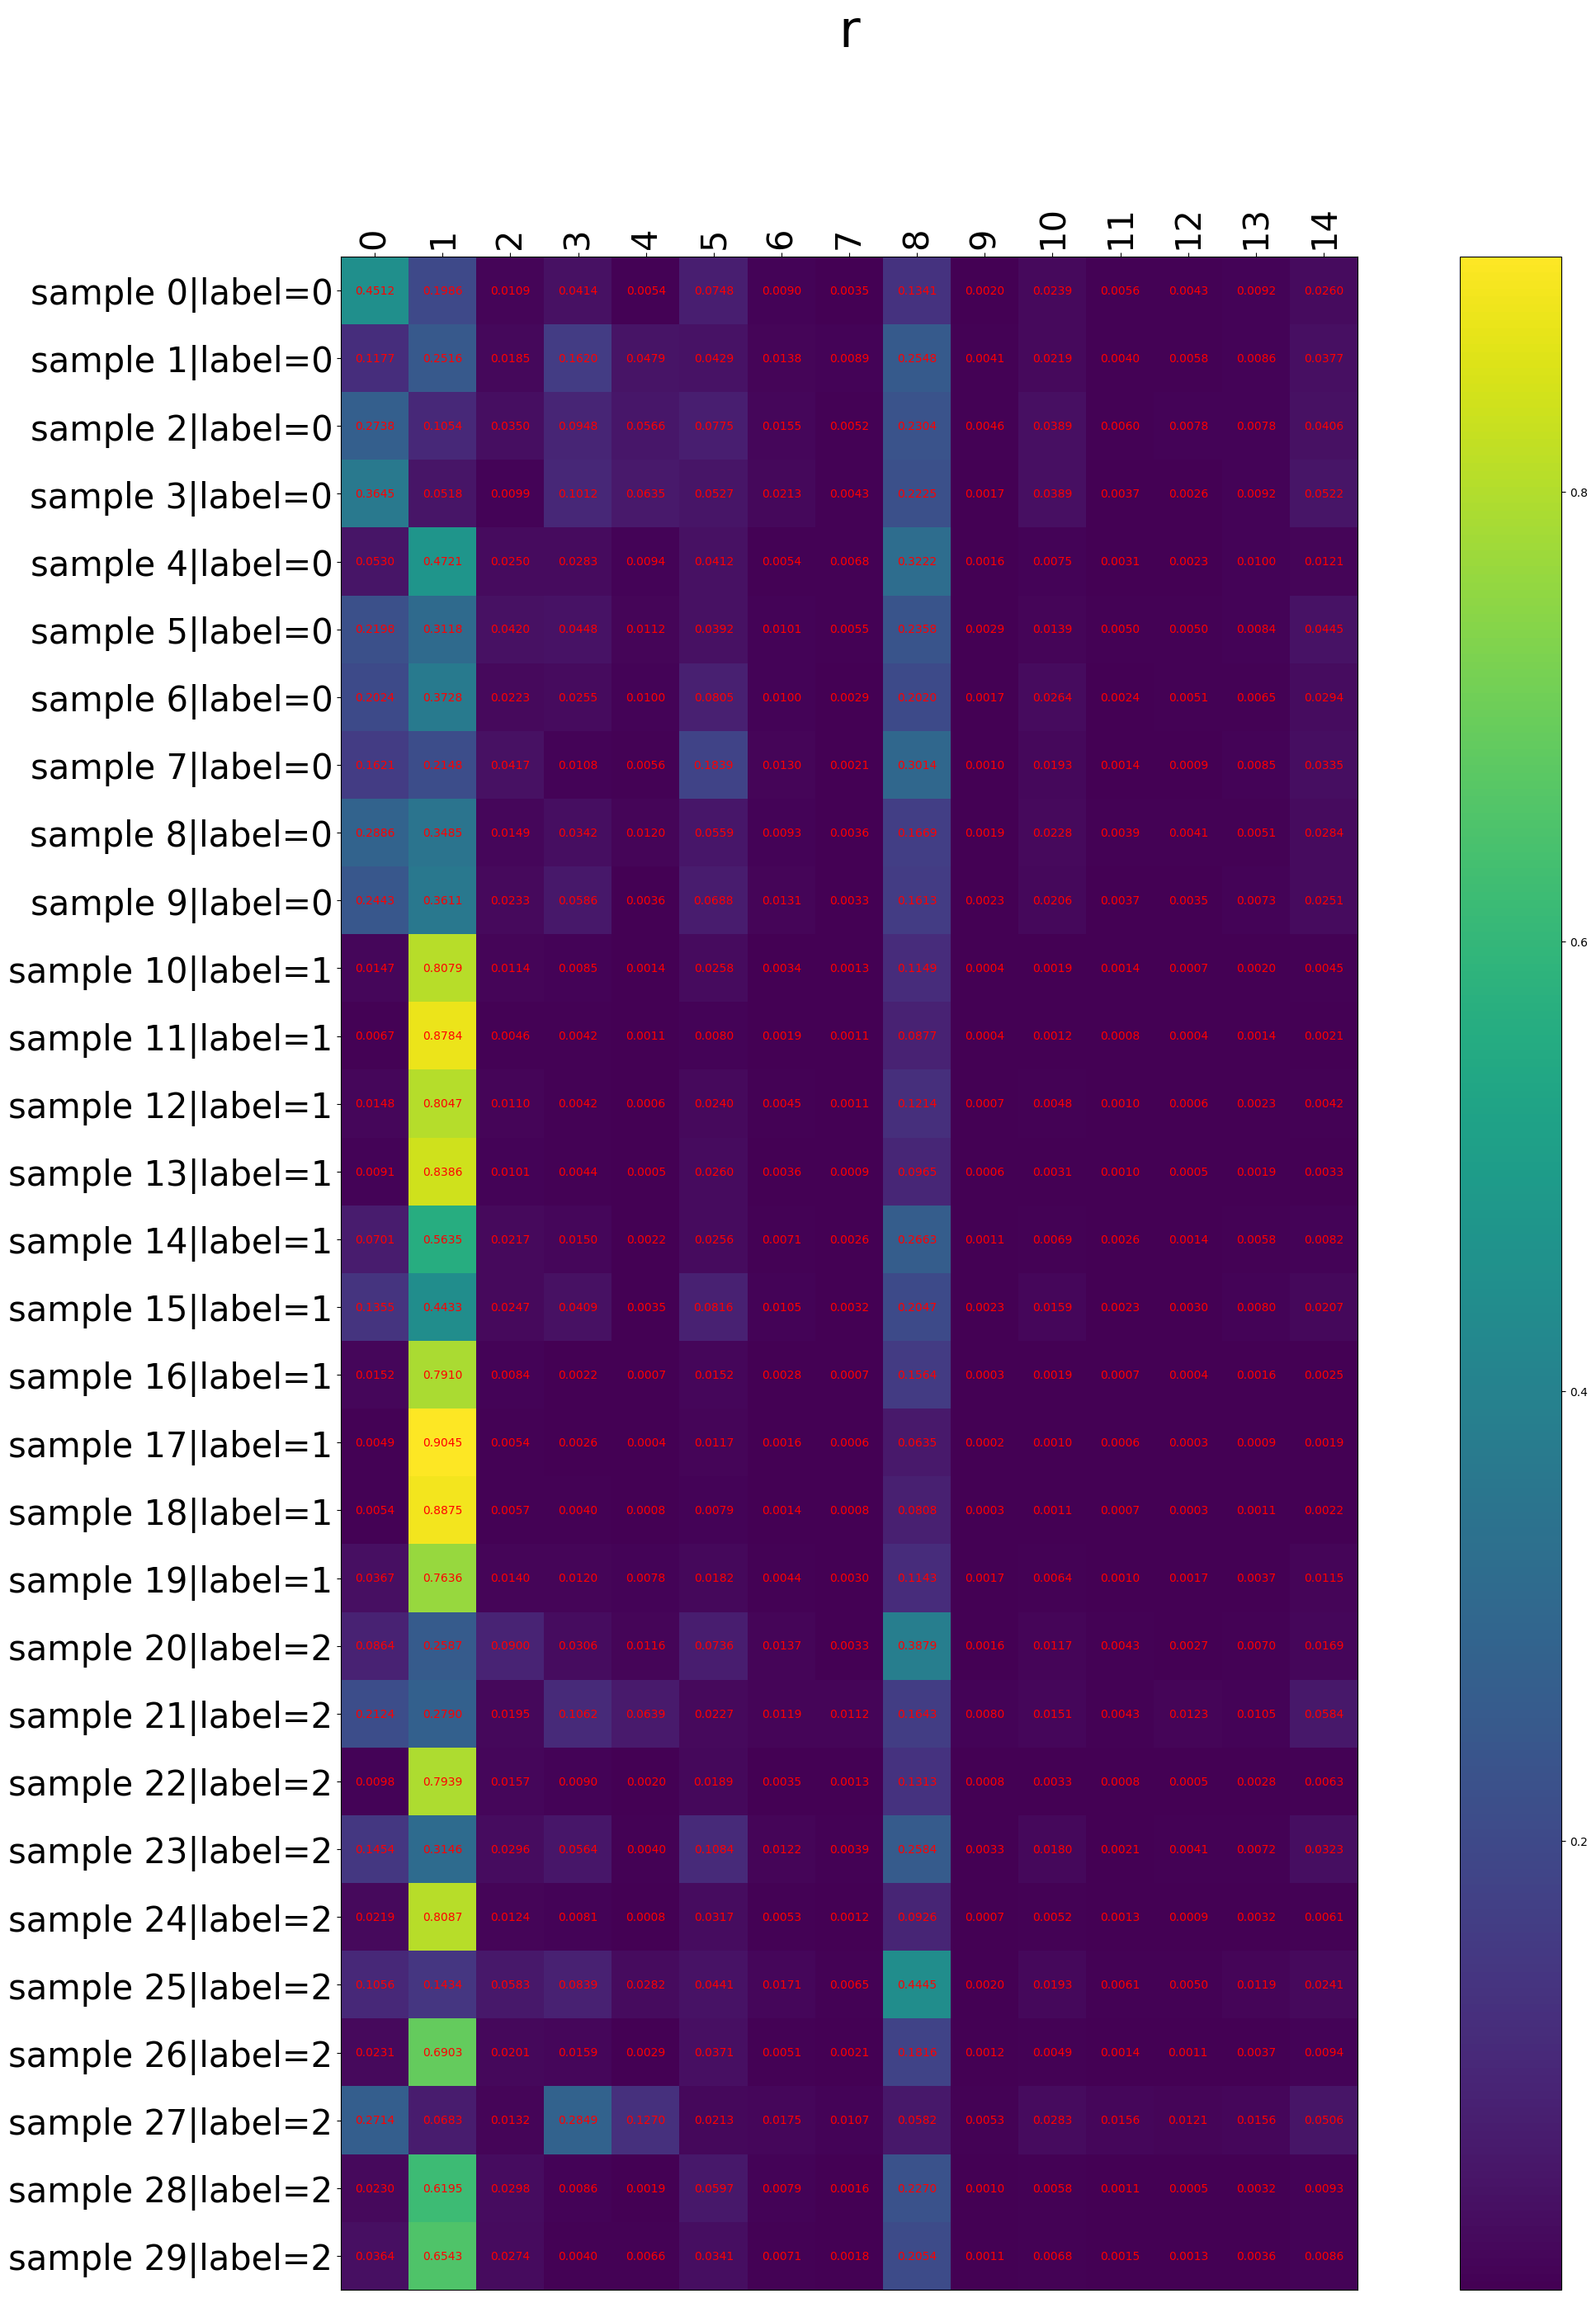 r
0 1 2 3 4 5 6 7 8 9 10 11 12 13 14
sample 0|label=0 0.4512 0.0109 0.0414 0.0054 0.0748 0.0090 0.0035 0.1341 0.0020 0.0239 0.0056 0.0043 0.0092 0.0260
sample 1|label=0 0.1177 0.2516 0.0185 0.0479 0.0429 0.0138 0.0089 0.0041 0.0219 0.0040 0.0058 0.0086 0.0377
sample 2|label=0 0.1054 0.0350 0.0948 0.0566 0.0775 0.0155 0.0052 0.0046 0.0389 0.0060 0.0078 0.0078 0.0406
sample 3|label=0 0.3645 0.0518 0.0099 0.1012 0.0635 0.0527 0.0213 0.0043 0.0017 0.0389 0.0037 0.0026 0.0092 0.0522
sample 4|label=0 0.0530 0.4721 0.0250 0.0283 0.0094 0.0412 0.0054 0.0068 0.3222 0.0016 0.0075 0.0031 0.0023 0.0100 0.0121
sample 5|label=0 0.3118 0.0420 0.0448 0.0112 0.0392 0.0101 0.0055 0.0029 0.0139 0.0050 0.0050 0.0084 0.0445
sample 6|label=0 0.3728 0.0223 0.0255 0.0100 0.0805 0.0100 0.0029 0.0017 0.0264 0.0024 0.0051 0.0065 0.0294
sample 7|label=0 0.0417 0.0108 0.0056 0.0130 0.0021 0.3014 0.0010 0.0193 0.0014 0.0009 0.0085 0.0335
sample 8|label=0 0.2886 0.3485 0.0149 0.0342 0.0120 0.0559 0.0093 0.0036 0.0019 0.0228 0.0039 0.0041 0.0051 0.0284
sample 9|label=0 0.3611 0.0233 0.0586 0.0036 0.0688 0.0131 0.0033 0.0023 0.0206 0.0037 0.0035 0.0073 0.0251
sample 10|label=1 0.0147 0.8079 0.0114 0.0085 0.0014 0.0258 0.0034 0.0013 0.1149 0.0004 0.0019 0.0014 0.0007 0.0020 0.0045
sample 11|label=1 0.0067 0.8784 0.0046 0.0042 0.0011 0.0080 0.0019 0.0011 0.0877 0.0004 0.0012 0.0008 0.0004 0.0014 0.0021
sample 12|label=1 0.0148 0.8047 0.0110 0.0042 0.0006 0.0240 0.0045 0.0011 0.1214 0.0007 0.0048 0.0010 0.0006 0.0023 0.0042
sample 13|label=1 0.0091 0.8386 0.0101 0.0044 0.0005 0.0260 0.0036 0.0009 0.0965 0.0006 0.0031 0.0010 0.0005 0.0019 0.0033
sample 14|label=1 0.0701 0.5635 0.0217 0.0150 0.0022 0.0256 0.0071 0.0026 0.0011 0.0069 0.0026 0.0014 0.0058 0.0082
sample 15|label=1 0.4433 0.0247 0.0409 0.0035 0.0816 0.0105 0.0032 0.0023 0.0159 0.0023 0.0030 0.0080 0.0207
sample 16|label=1 0.0152 0.7910 0.0084 0.0022 0.0007 0.0152 0.0028 0.0007 0.0003 0.0019 0.0007 0.0004 0.0016 0.0025
sample 17|label=1 0.0049 0.9045 0.0054 0.0026 0.0004 0.0117 0.0016 0.0006 0.0635 0.0002 0.0010 0.0006 0.0003 0.0009 0.0019
sample 18|label=1 0.0054 0.8875 0.0057 0.0040 0.0008 0.0079 0.0014 0.0008 0.0808 0.0003 0.0011 0.0007 0.0003 0.0011 0.0022
sample 19|label=1 0.0367 0.7636 0.0140 0.0120 0.0078 0.0182 0.0044 0.0030 0.1143 0.0017 0.0064 0.0010 0.0017 0.0037 0.0115
sample 20|label=2 0.0864 0.0900 0.0306 0.0116 0.0736 0.0137 0.0033 0.3879 0.0016 0.0117 0.0043 0.0027 0.0070 0.0169
sample 21|label=2 0.0195 0.1062 0.0639 0.0227 0.0119 0.0112 0.0080 0.0151 0.0043 0.0123 0.0105 0.0584
sample 22|label=2 0.0098 0.7939 0.0157 0.0090 0.0020 0.0189 0.0035 0.0013 0.1313 0.0008 0.0033 0.0008 0.0005 0.0028 0.0063
sample 23|label=2 0.3146 0.0296 0.0564 0.0040 0.1084 0.0122 0.0039 0.0033 0.0180 0.0021 0.0041 0.0072 0.0323
sample 24|label=2 0.0219 0.8087 0.0124 0.0081 0.0008 0.0317 0.0053 0.0012 0.0926 0.0007 0.0052 0.0013 0.0009 0.0032 0.0061
sample 25|label=2 0.1056 0.0583 0.0839 0.0282 0.0441 0.0171 0.0065 0.4445 0.0020 0.0193 0.0061 0.0050 0.0119 0.0241
sample 26|label=2 0.0231 0.6903 0.0201 0.0159 0.0029 0.0371 0.0051 0.0021 0.0012 0.0049 0.0014 0.0011 0.0037 0.0094
sample 27|label=2 0.2714 0.0683 0.0132 0.2849 0.1270 0.0213 0.0175 0.0107 0.0582 0.0053 0.0283 0.0156 0.0121 0.0156 0.0506
sample 28|label=2 0.0230 0.6195 0.0298 0.0086 0.0019 0.0597 0.0079 0.0016 0.0010 0.0058 0.0011 0.0005 0.0032 0.0093
sample 29|label=2 0.0364 0.6543 0.0274 0.0040 0.0066 0.0341 0.0071 0.0018 0.0011 0.0068 0.0015 0.0013 0.0036 0.0086
0.8
0.6
0.4
0.2